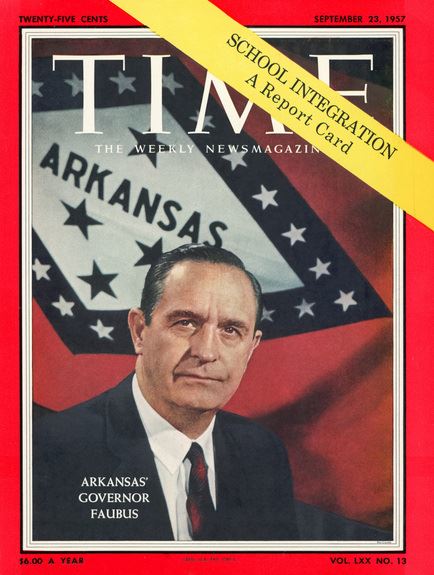 TWENTY-FIVE CENTS
SEPTEMBER 23, 1957
SCHOOL INTEGRATION
A Report Card
TIME
THE WEEKLY NEWSMAGAZIN
ARKANSAS
ARKANSAS'
GOVERNOR
FAUBUS
$6.00 A YEAR
VOL. LXX NO. 13